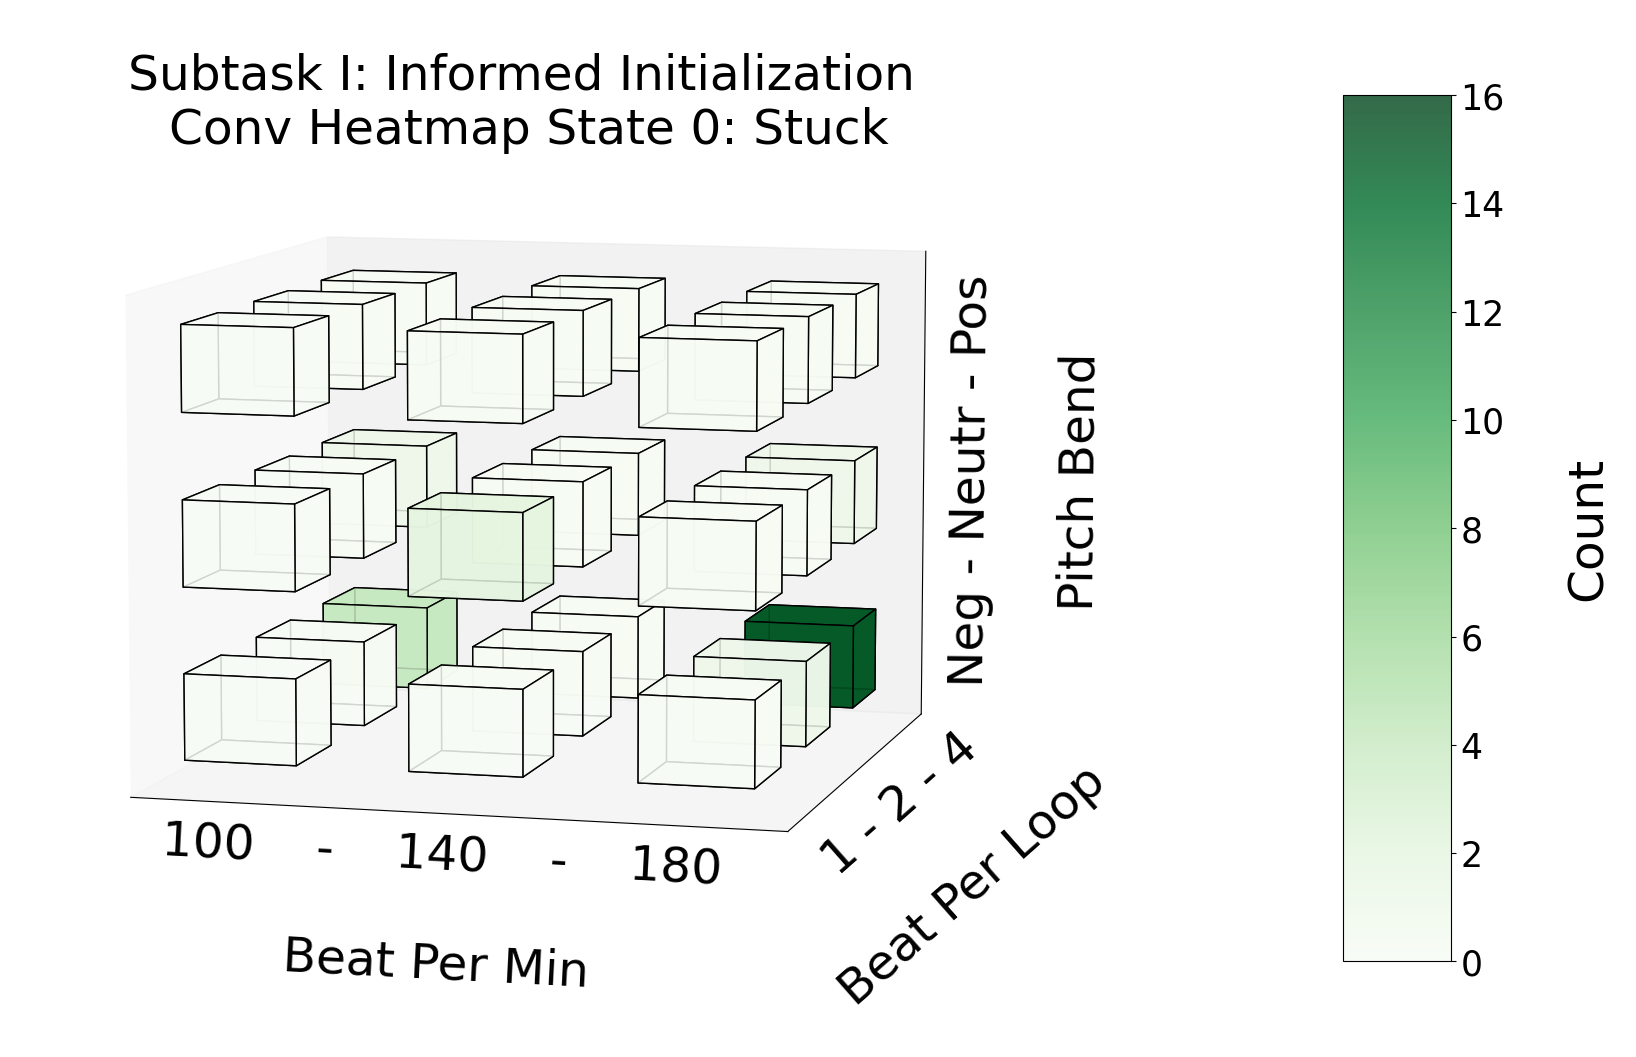 Subtask I: Informed Initialization
Conv Heatmap State 0: Stuck
Neg - Neutr - Pos
Pitch Bend
100 - 140 - 180
Beat Per Min
1 - 2 - 4
Beat Per Loop
16
14
12
10
8
6
4
2
0
Count